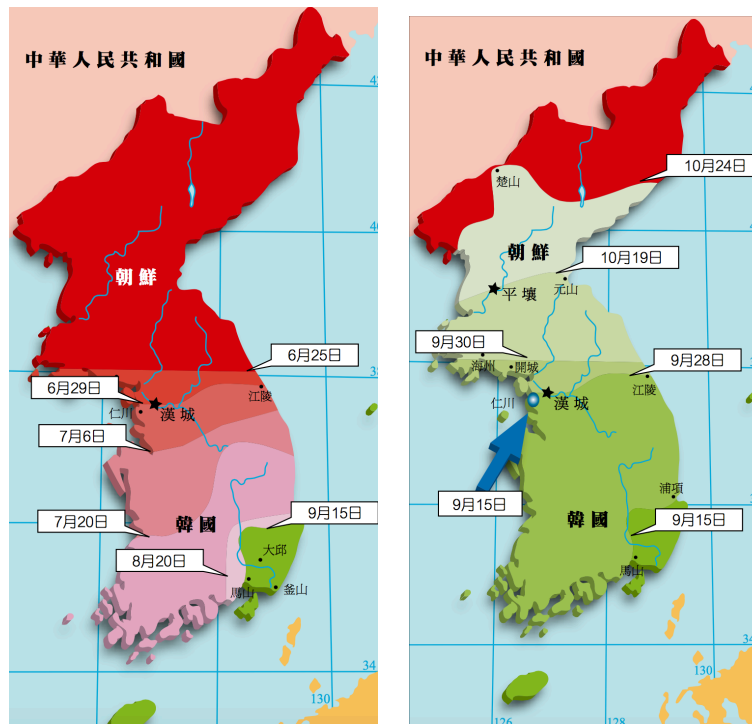 中華人民共和國
42
40
朝鮮
6月25日
38
6月29日
江陵
仁川
漢城
7月6日
7月20日
韓國
9月15日
8月20日
大邱
馬山
釜山
34
130
中華人民共和國
10月24日
楚山
朝鮮
10月19日
平壤
元山
9月30日
9月28日
海州
開城
江陵
仁川
漢城
9月15日
浦項
韓國
9月15日
馬山
34
130
126
128